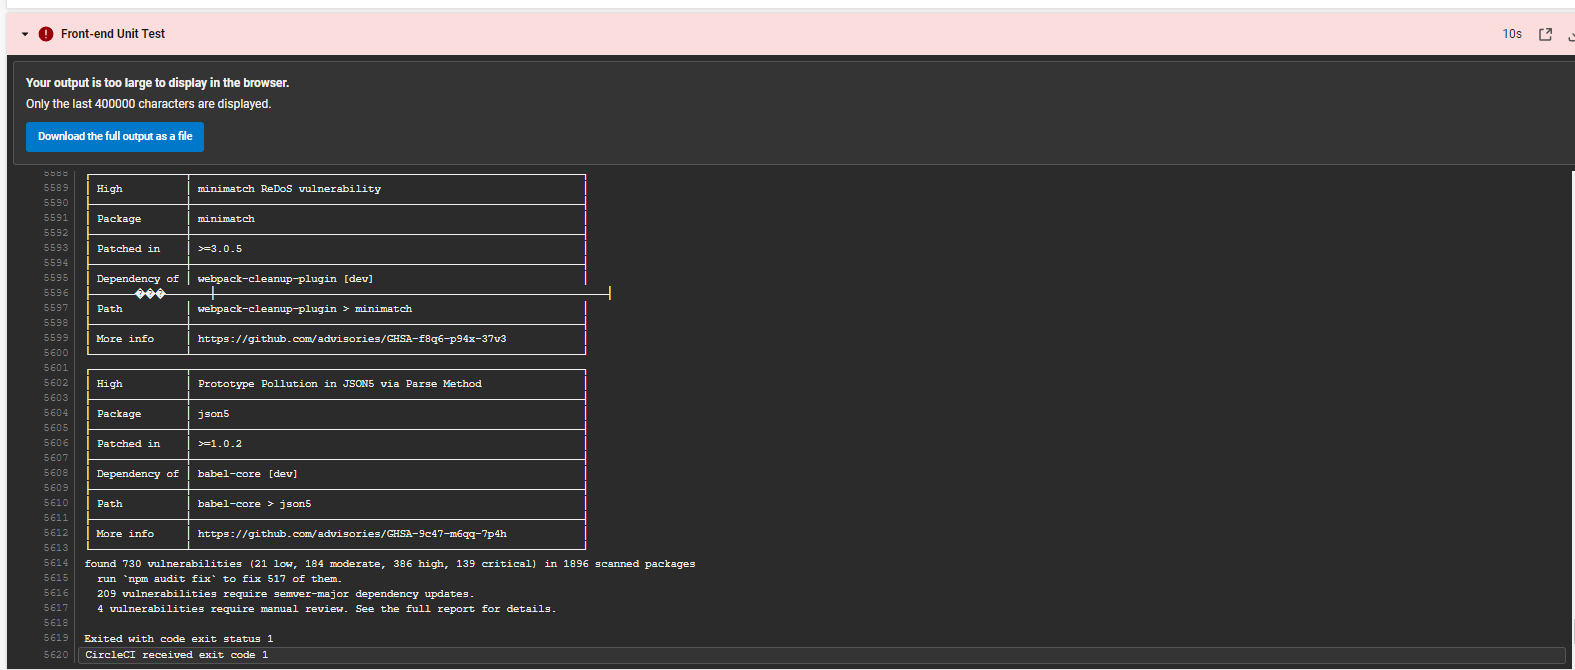 Front-end Unit Test 10s
Your output is too large to display in the browser.
Only the last 400000 characters are displayed.
Download the full output as a file
5588
5589 High minimatch ReDoS vulnerability
5590
5591 Package minimatch
5592
5593 Patched in >=3.0.5
5594
5595 Dependency of webpack-cleanup-plugin [dev]
5596 ���
5597 Path webpack-cleanup-plugin > minimatch
5598
5599 More info https://github.com/advisories/GHSA-f8q6-p94x-37v3
5600
5601
5602 High Prototype Pollution in JSON5 via Parse Method
5603
5604 Package json5
5605
5606 Patched in >=1.0.2
5607
5608 Dependency of babel-core [dev]
5609
5610 Path babel-core > json5
5611
5612 More info https://github.com/advisories/GHSA-9c47-m6qq-7p4h
5613
5614 found 730 vulnerabilities (21 low, 184 moderate, 386 high, 139 critical) in 1896 scanned packages
5615 run `npm audit fix` to fix 517 of them.
5616 209 vulnerabilities require semver-major dependency updates.
5617 4 vulnerabilities require manual review. See the full report for details.
5618
5619 Exited with code exit status 1
5620 CircleCI received exit code 1